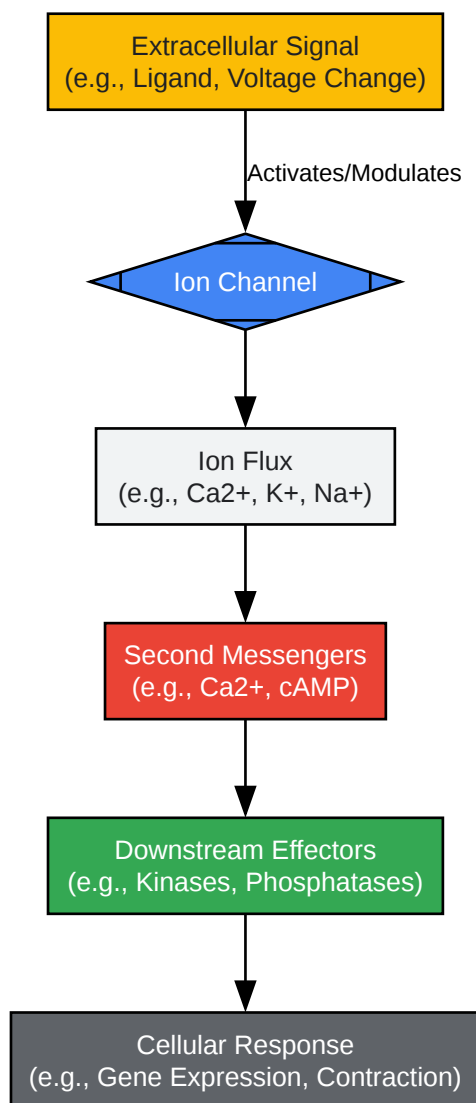 Extracellular Signal
(e.g., Ligand, Voltage Change)
Activates/Modulates
Ion Channel
Ion Flux
(e.g., Ca2+, K+, Na+)
Second Messengers
(e.g., Ca2+, cAMP)
Downstream Effectors
(e.g., Kinases, Phosphatases)
Cellular Response
(e.g., Gene Expression, Contraction)